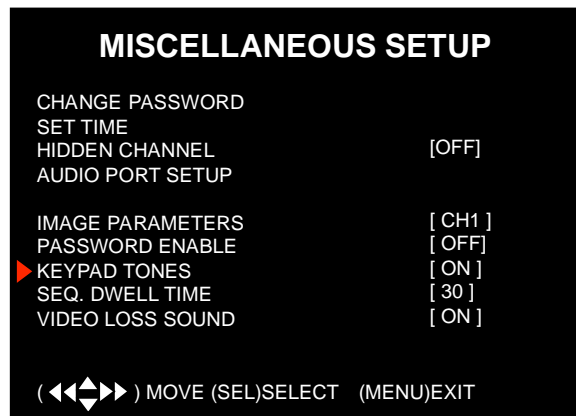 MISCELLANEOUS SETUP
CHANGE PASSWORD
SET TIME
HIDDEN CHANNEL [OFF]
AUDIO PORT SETUP
IMAGE PARAMETERS [ CH1 ]
PASSWORD ENABLE [ OFF]
KEYPAD TONES [ ON ]
SEQ. DWELL TIME [ 30 ]
VIDEO LOSS SOUND [ ON ]
( ) MOVE (SEL)SELECT (MENU)EXIT